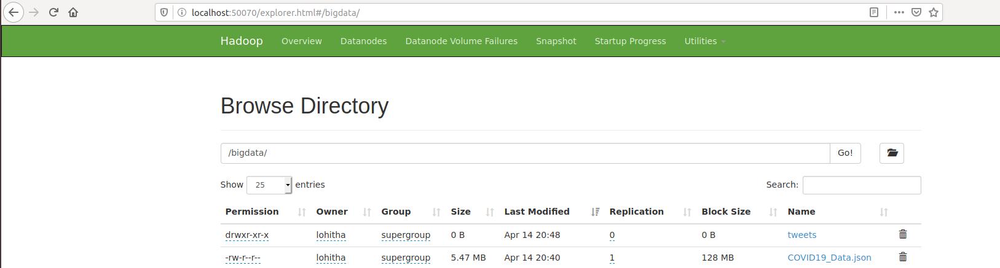 localhost:50070/explorer.html#/bigdata/
Hadoop Overview Datanodes Datanode Volume Failures Snapshot Startup Progress Utilities
Browse Directory
/bigdata/ Go!
Show 25 entries Search:
Permission Owner Group Size Last Modified Replication Block Size Name
drwxr-xr-x lohitha supergroup 0 B Apr 14 20:48 0 0 B tweets
-rw-r--r-- lohitha supergroup 5.47 MB Apr 14 20:40 1 128 MB COVID19_Data.json